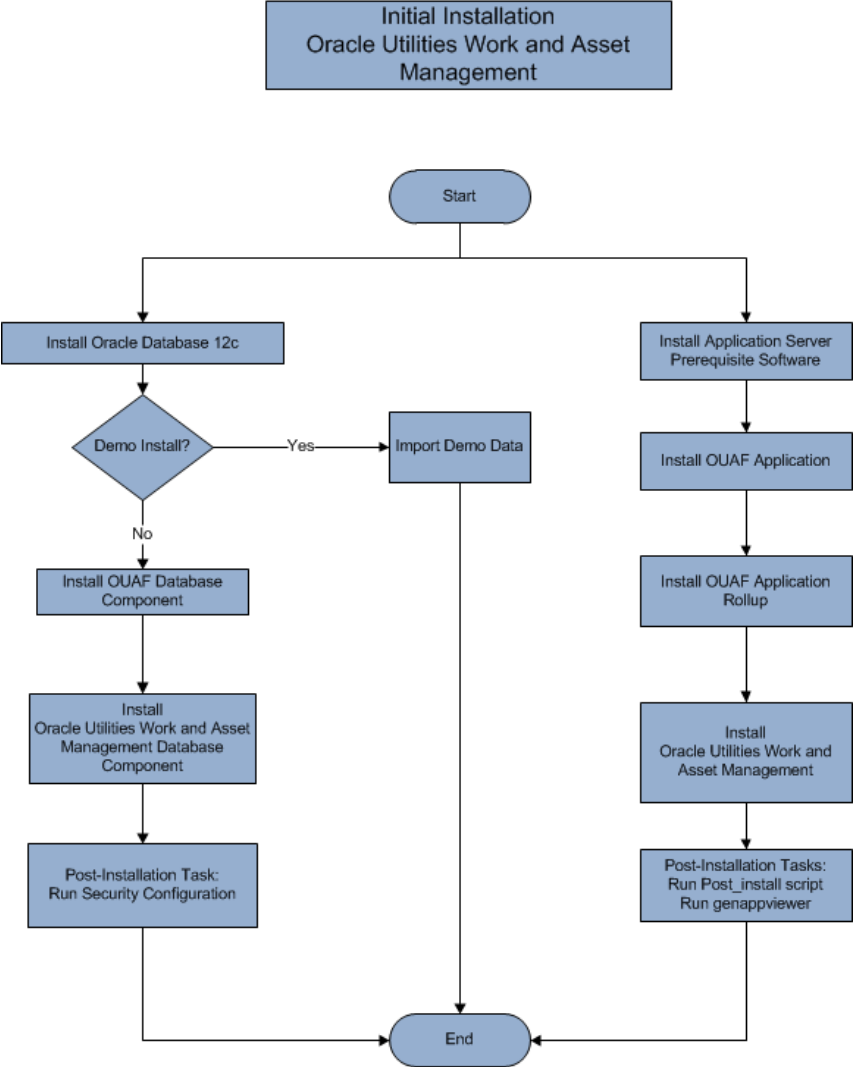 Initial Installation
Oracle Utilities Work and Asset
Management
Start
Install Oracle Database 12c
Install Application Server
Prerequisite Software
Demo Install?
Yes
Import Demo Data
Install OUAF Application
No
Install OUAF Database
Component
Install OUAF Application
Rollup
Install
Oracle Utilities Work and Asset
Management Database
Component
Install
Oracle Utilities Work and
Asset Management
Post-Installation Task:
Run Security Configuration
Post-Installation Tasks:
Run Post_install script
Run genappviewer
End